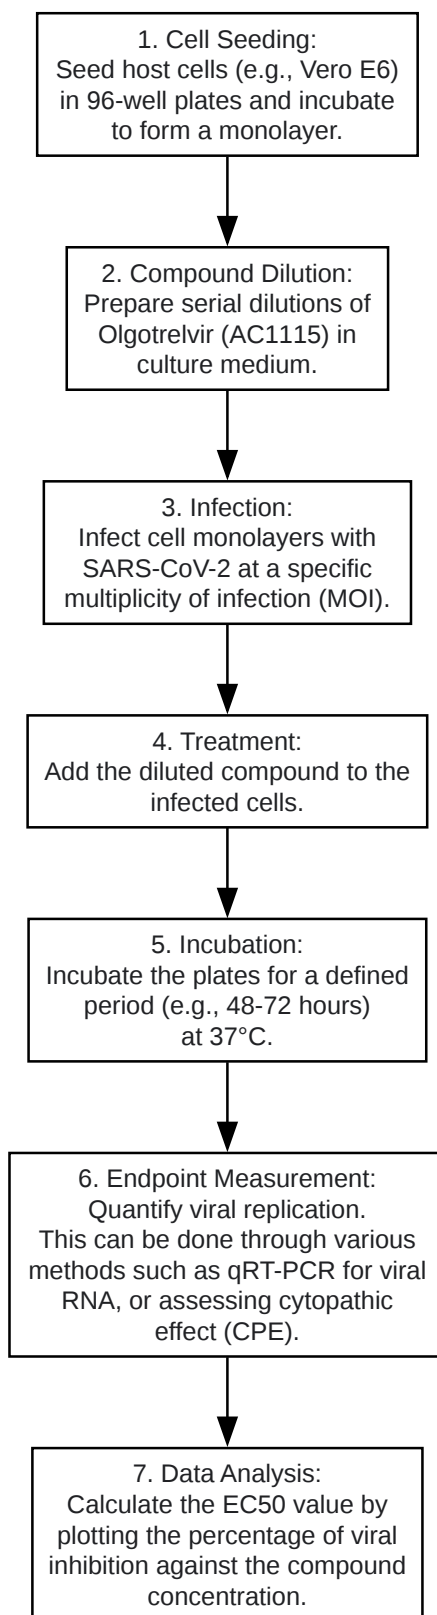 1. Cell Seeding:
Seed host cells (e.g., Vero E6)
in 96-well plates and incubate
to form a monolayer.
2. Compound Dilution:
Prepare serial dilutions of
Olgotrelvir (AC1115) in
culture medium.
3. Infection:
Infect cell monolayers with
SARS-CoV-2 at a specific
multiplicity of infection (MOI).
4. Treatment:
Add the diluted compound to the
infected cells.
5. Incubation:
Incubate the plates for a defined
period (e.g., 48-72 hours)
at 37°C.
6. Endpoint Measurement:
Quantify viral replication.
This can be done through various
methods such as qRT-PCR for viral
RNA, or assessing cytopathic
effect (CPE).
7. Data Analysis:
Calculate the EC50 value by
plotting the percentage of viral
inhibition against the compound
concentration.